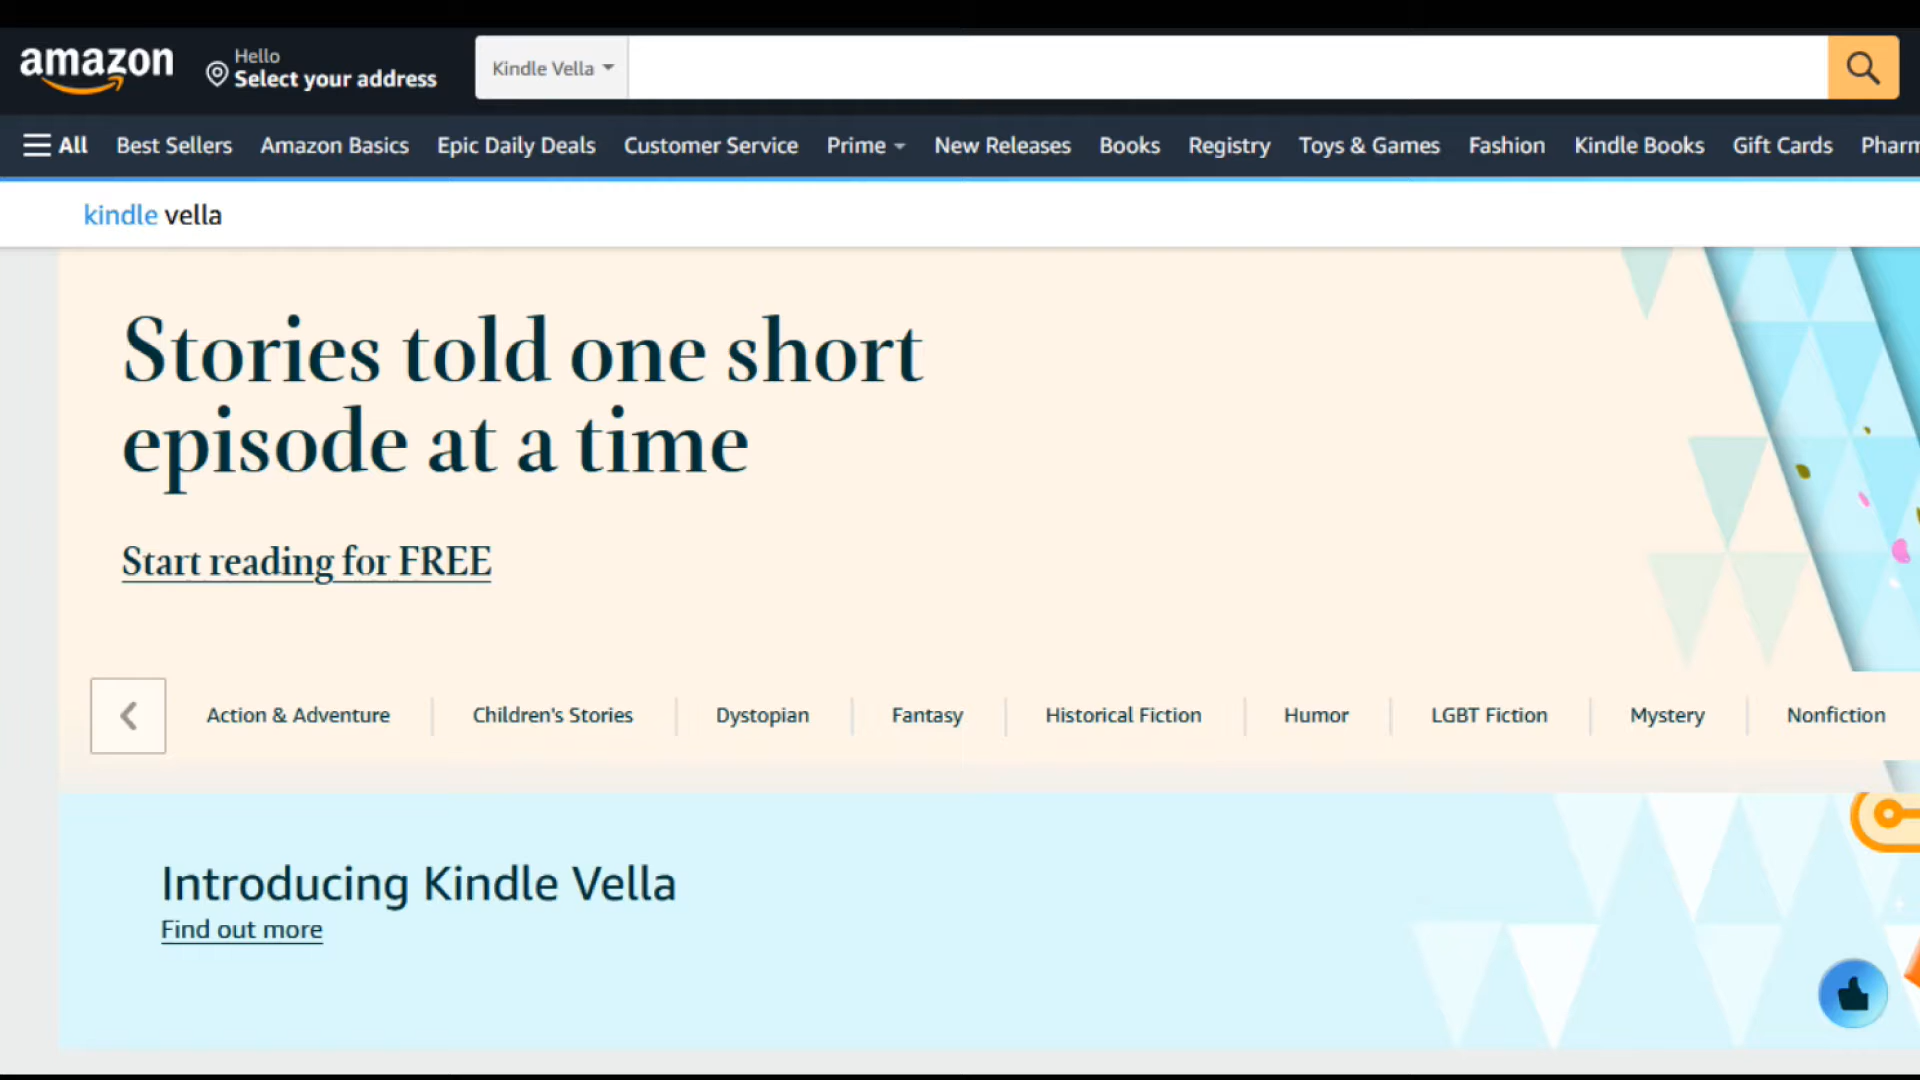 amazon
Hello
Select your address
Kindle Vella
All Best Sellers Amazon Basics Epic Daily Deals Customer Service Prime New Releases Books Registry Toys & Games Fashion Kindle Books Gift Cards Pharm
kindle vella
Stories told one short
episode at a time
Start reading for FREE
Action & Adventure Children's Stories Dystopian Fantasy Historical Fiction Humor LGBT Fiction Mystery Nonfiction
Introducing Kindle Vella
Find out more